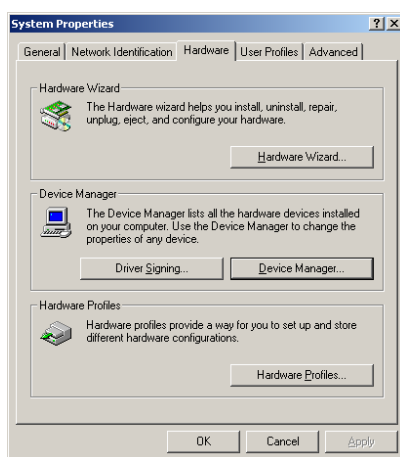 System Properties
General Network Identification Hardware User Profiles Advanced
Hardware Wizard
The Hardware wizard helps you install, uninstall, repair,
unplug, eject, and configure your hardware.
Hardware Wizard...
Device Manager
The Device Manager lists all the hardware devices installed
on your computer. Use the Device Manager to change the
properties of any device.
Driver Signing... Device Manager...
Hardware Profiles
Hardware profiles provide a way for you to set up and store
different hardware configurations.
Hardware Profiles...
OK Cancel Apply